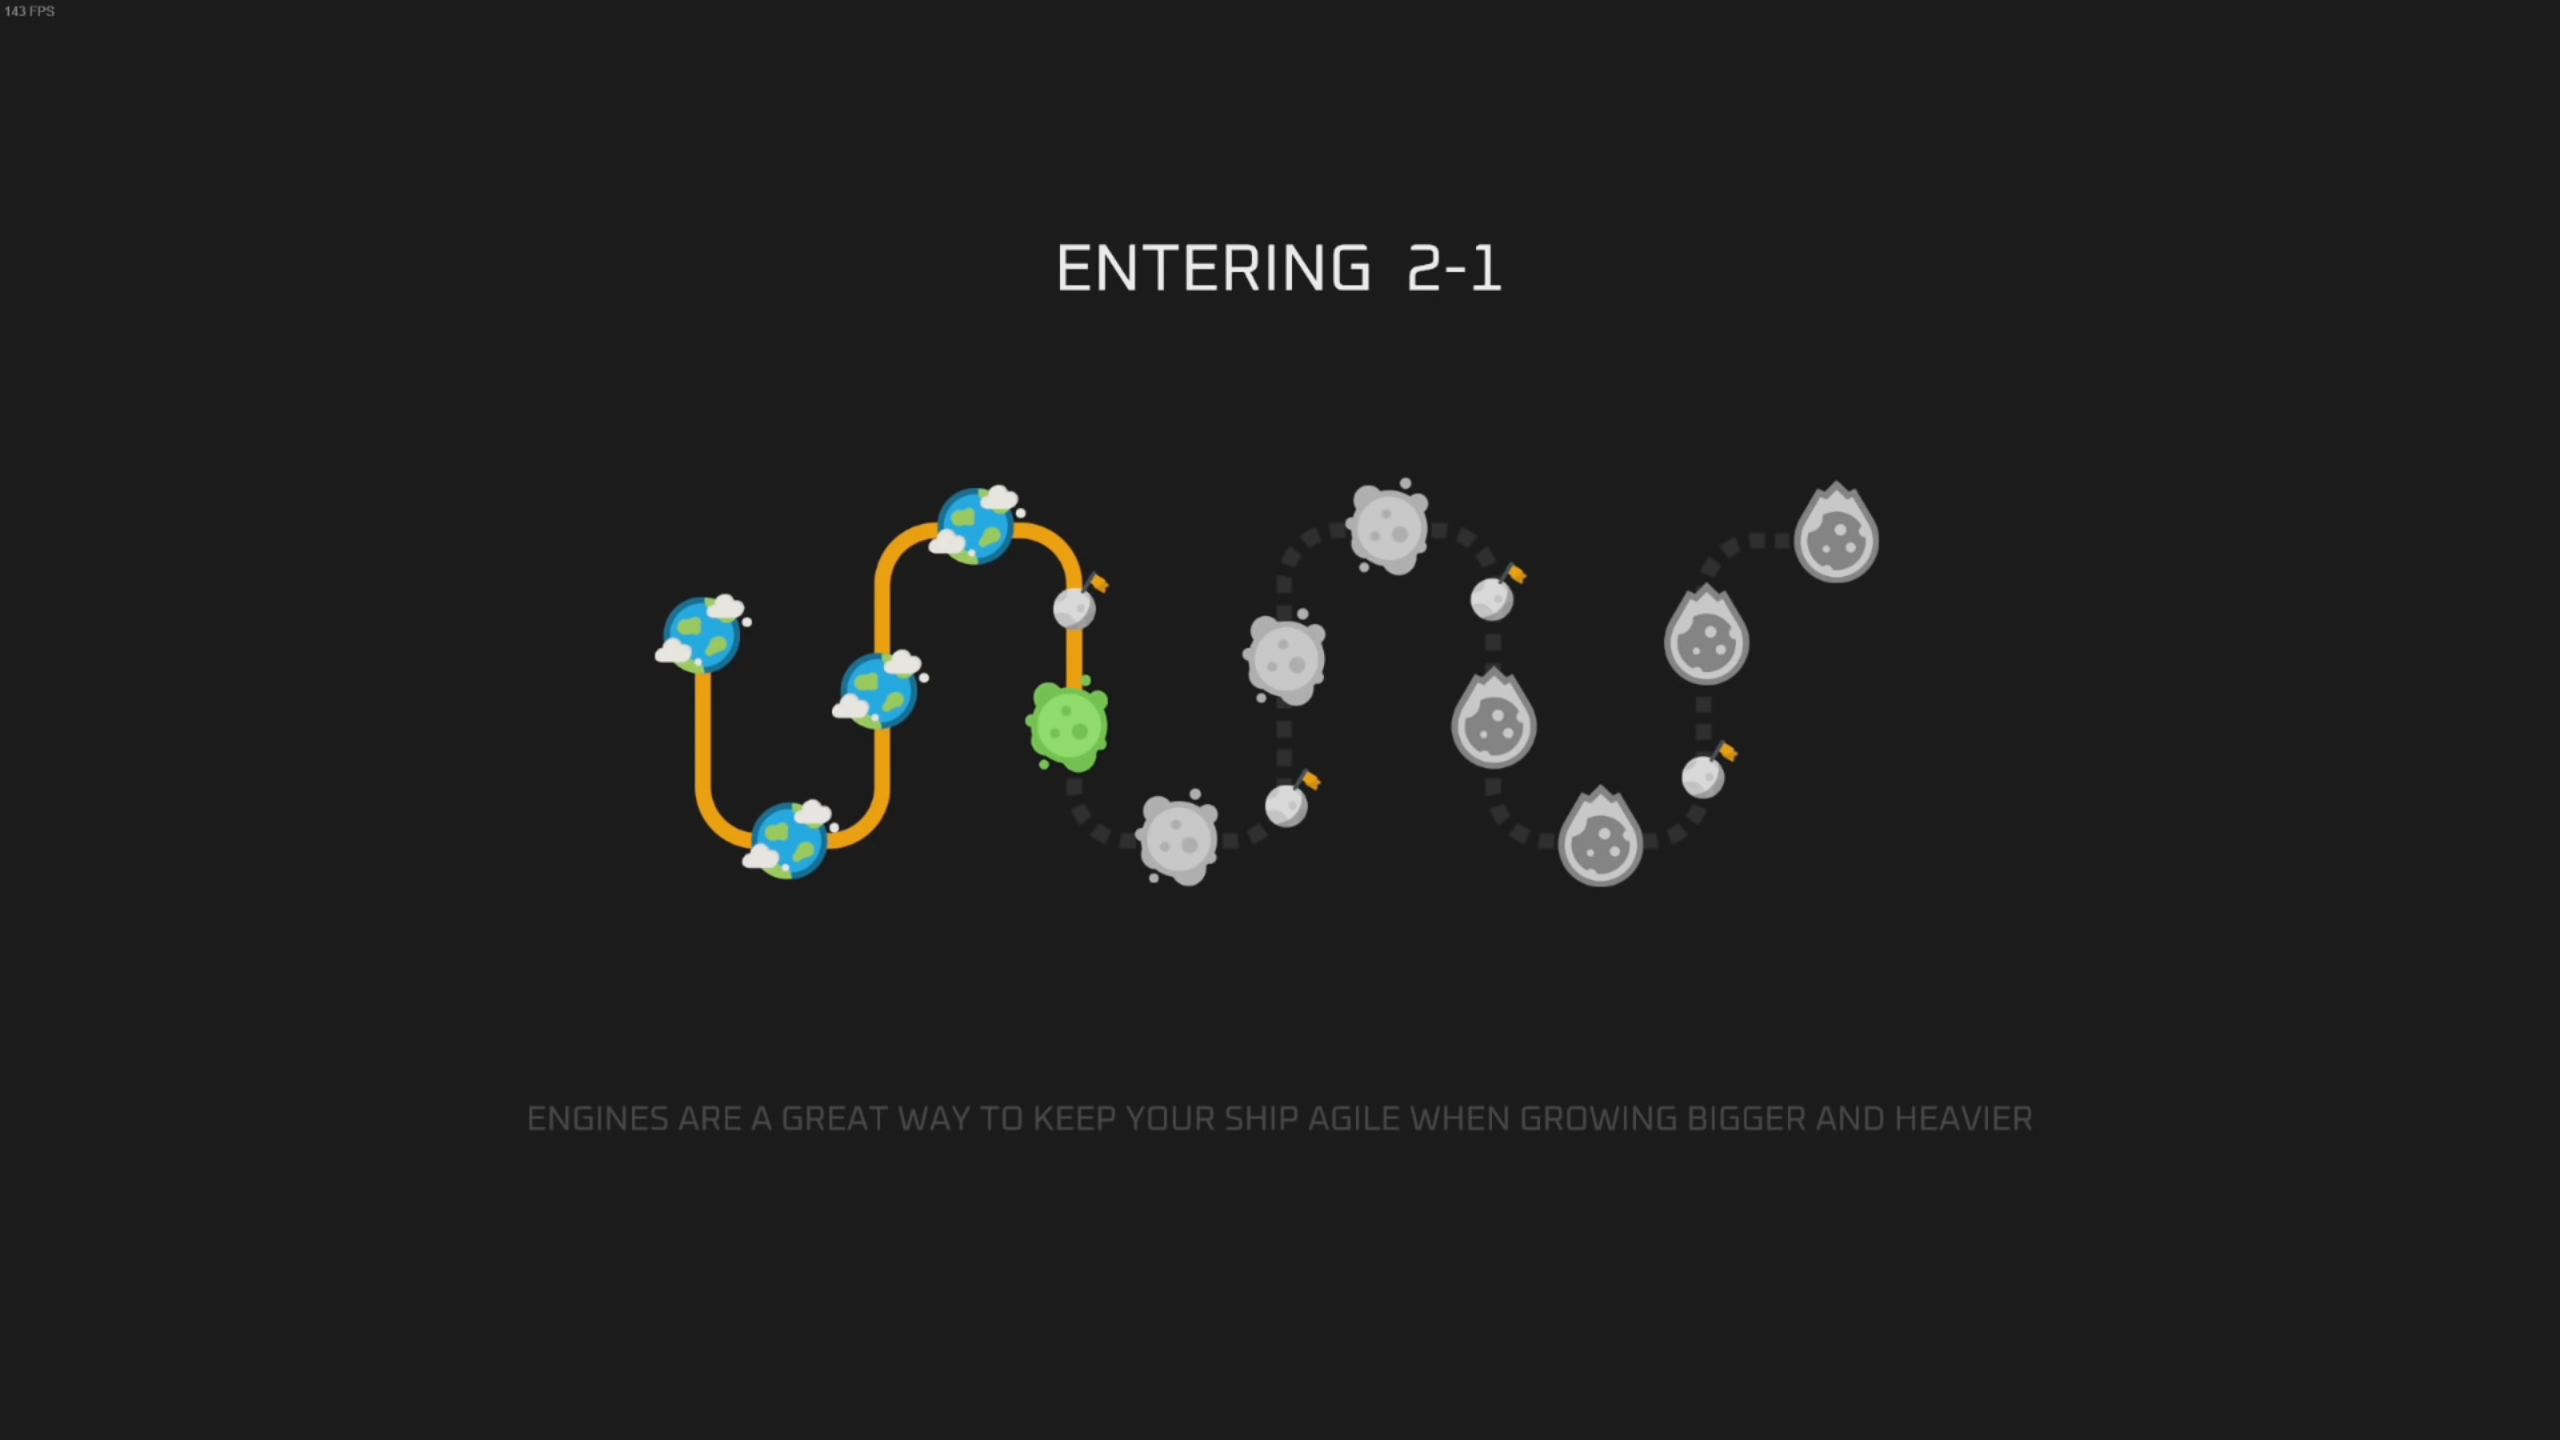 143 FPS
ENTERING 2-1
ENGINES ARE A GREAT WAY TO KEEP YOUR SHIP AGILE WHEN GROWING BIGGER AND HEAVIER